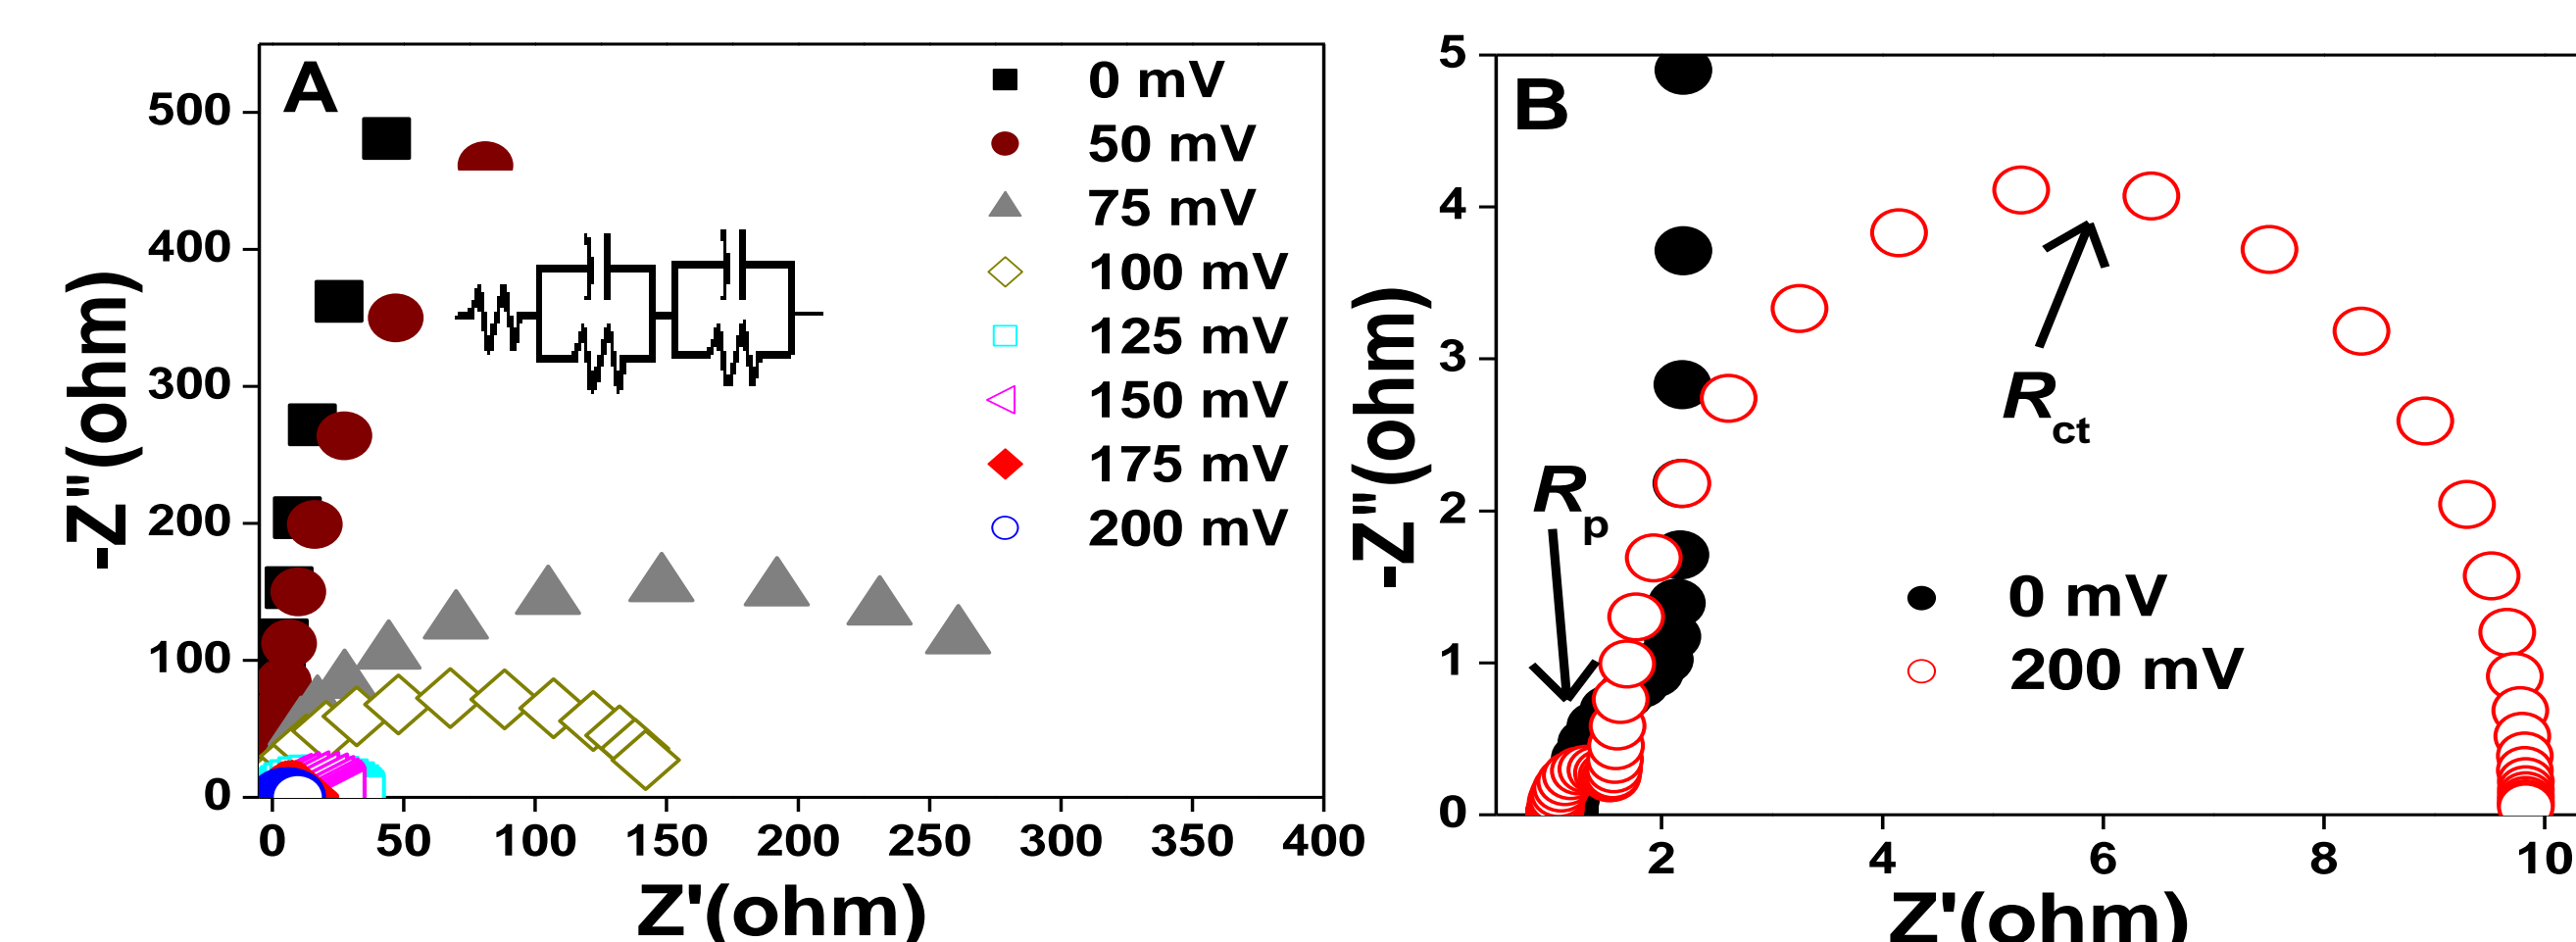 A
0 mV
50 mV
75 mV
100 mV
125 mV
150 mV
175 mV
200 mV
500
400
300
200
100
0
-Z"(ohm)
0 50 100 150 200 250 300 350 400
Z'(ohm)
B
5
4
3
2
1
0
-Z"(ohm)
Rct
Rp
0 mV
200 mV
2 4 6 8 10
Z'(ohm)